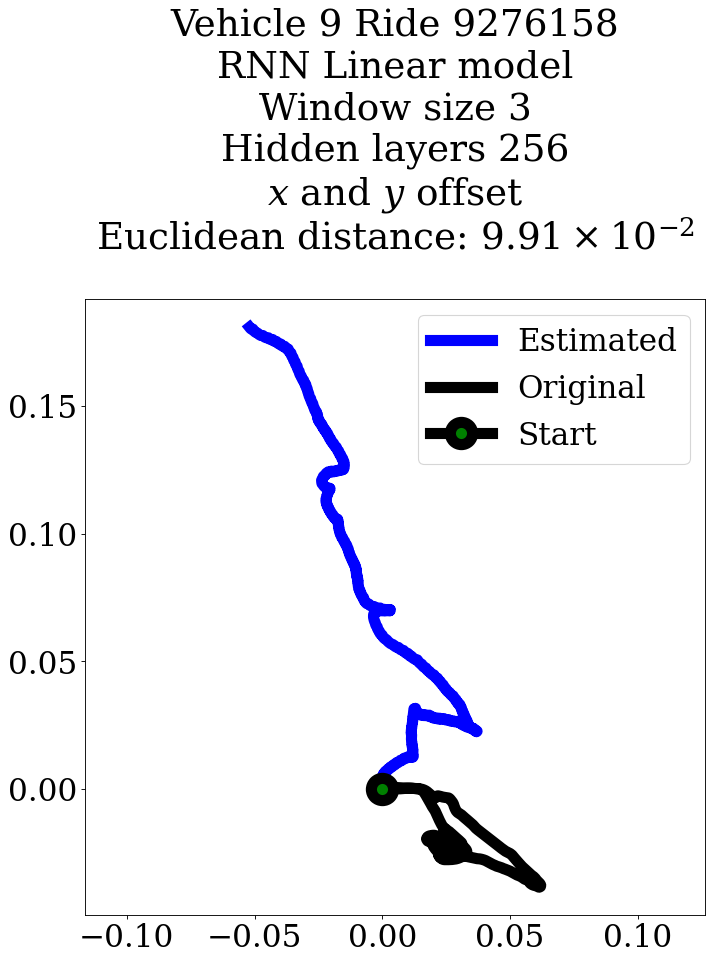 Vehicle 9 Ride 9276158
RNN Linear model
Window size 3
Hidden layers 256
x and y offset
Euclidean distance: 9.91 × 10⁻²
Estimated
Original
Start
0.15
0.10
0.05
0.00
−0.10 −0.05 0.00 0.05 0.10